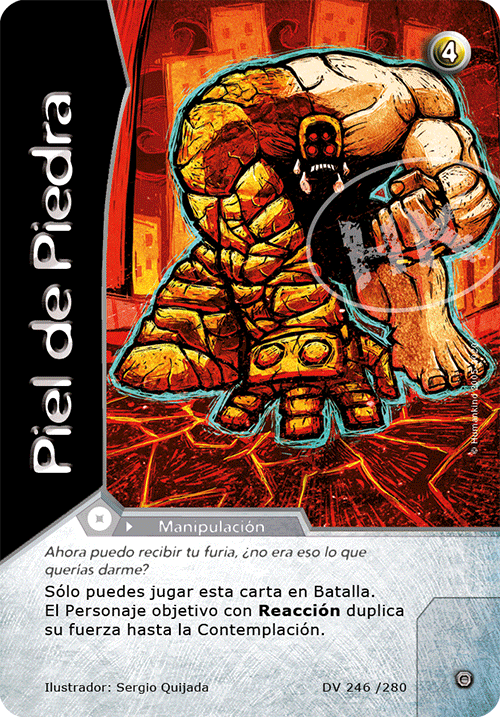 4
Piel de Piedra
HK
Manipulación
Ahora puedo recibir tu furia, ¿no era eso lo que
querías darme?
Sólo puedes jugar esta carta en Batalla.
El Personaje objetivo con Reacción duplica
su fuerza hasta la Contemplación.
Ilustrador: Sergio Quijada
DV 246 /280